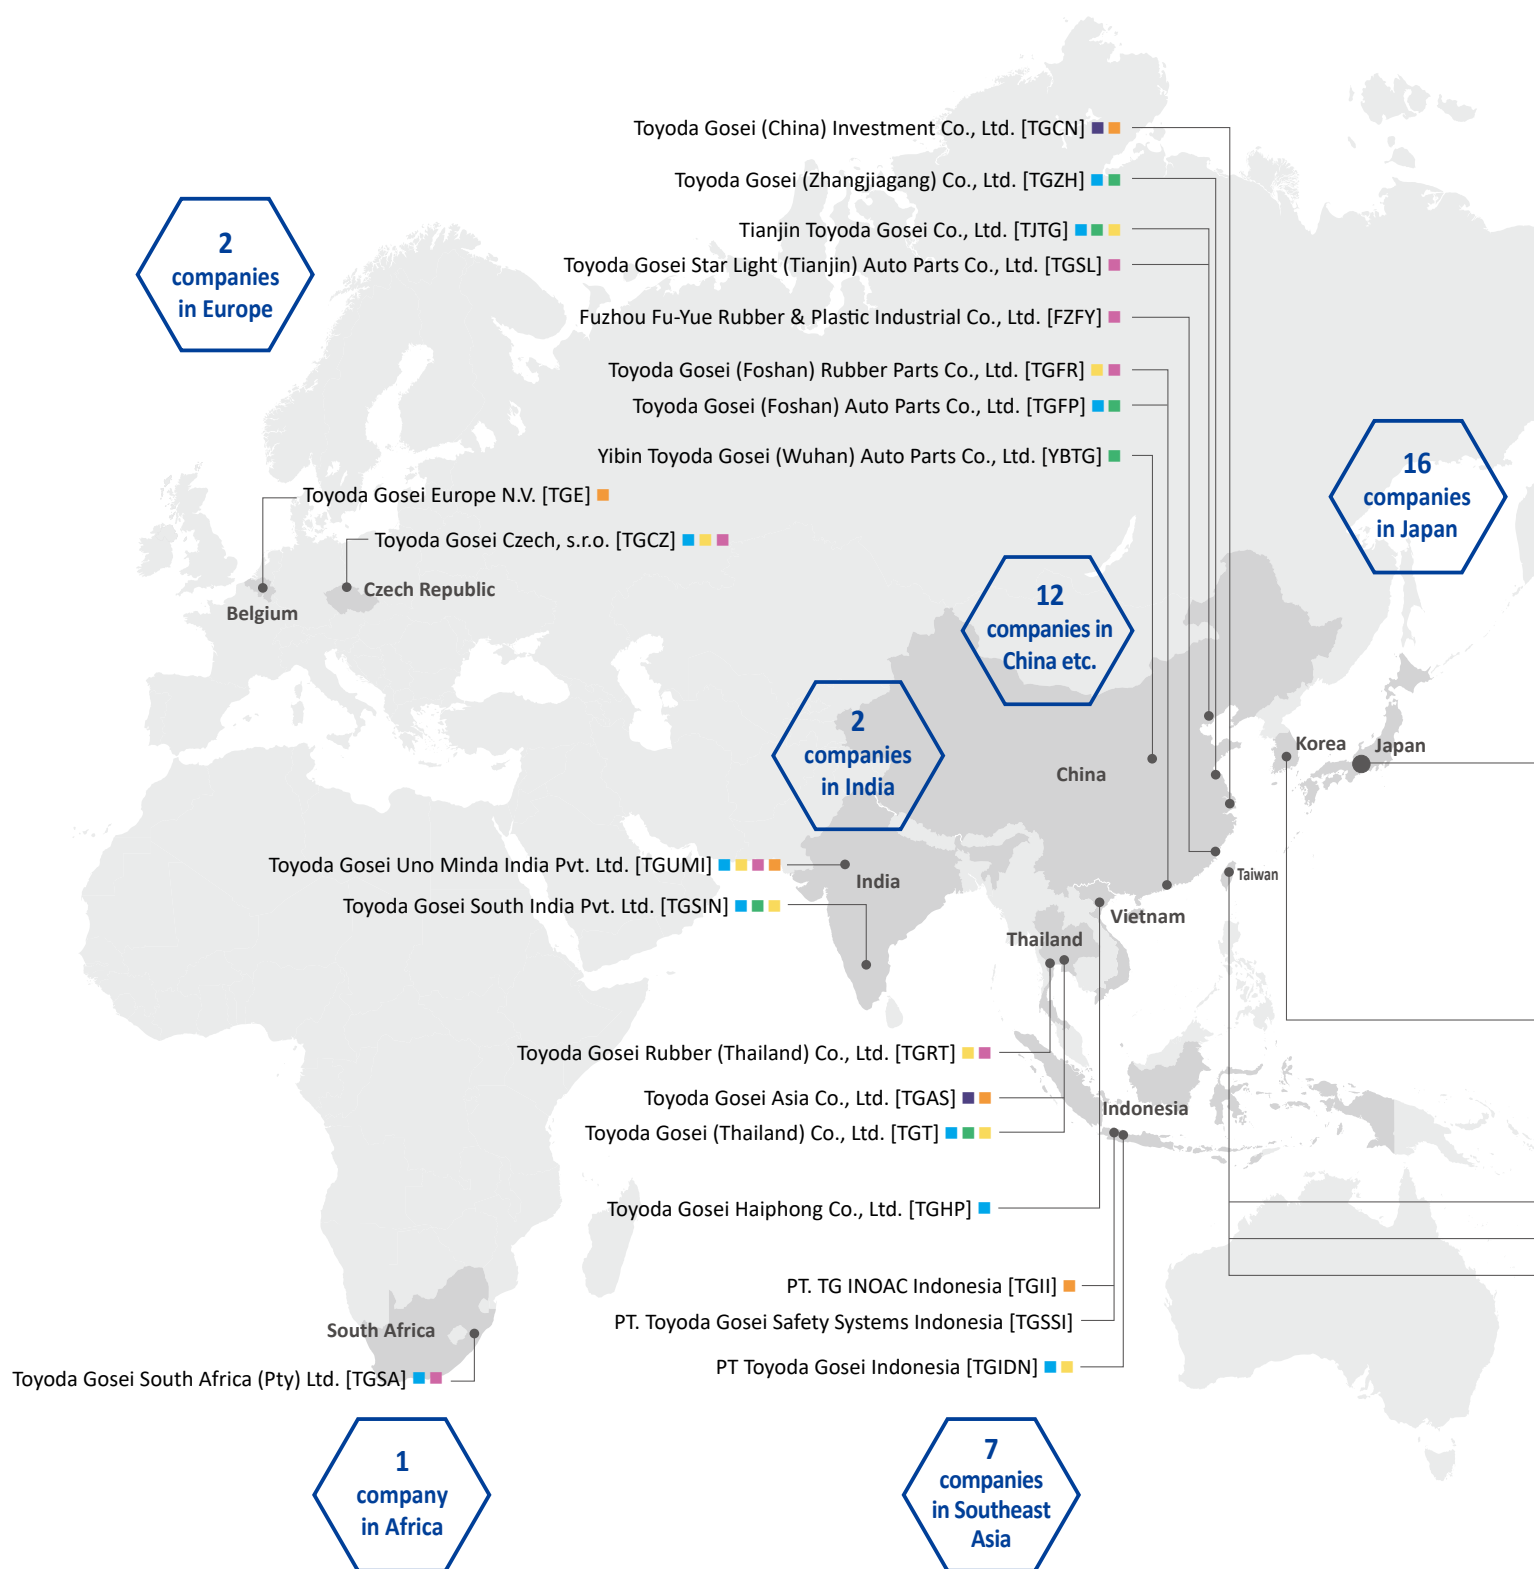 Toyoda Gosei (China) Investment Co., Ltd. [TGCN]
Toyoda Gosei (Zhangjiagang) Co., Ltd. [TGZH]
Tianjin Toyoda Gosei Co., Ltd. [TJTG]
Toyoda Gosei Star Light (Tianjin) Auto Parts Co., Ltd. [TGSL]
Fuzhou Fu-Yue Rubber & Plastic Industrial Co., Ltd. [FZFY]
Toyoda Gosei (Foshan) Rubber Parts Co., Ltd. [TGFR]
Toyoda Gosei (Foshan) Auto Parts Co., Ltd. [TGFP]
Yibin Toyoda Gosei (Wuhan) Auto Parts Co., Ltd. [YBTG]
2
companies
in Europe
16
companies
in Japan
Toyoda Gosei Europe N.V. [TGE]
Toyoda Gosei Czech, s.r.o. [TGCZ]
Czech Republic
Belgium
12
companies in
China etc.
2
companies
in India
Korea
Japan
China
Toyoda Gosei Uno Minda India Pvt. Ltd. [TGUMI]
India
Taiwan
Toyoda Gosei South India Pvt. Ltd. [TGSIN]
Vietnam
Thailand
Toyoda Gosei Rubber (Thailand) Co., Ltd. [TGRT]
Toyoda Gosei Asia Co., Ltd. [TGAS]
Indonesia
Toyoda Gosei (Thailand) Co., Ltd. [TGT]
Toyoda Gosei Haiphong Co., Ltd. [TGHP]
PT. TG INOAC Indonesia [TGII]
PT. Toyoda Gosei Safety Systems Indonesia [TGSSI]
South Africa
PT Toyoda Gosei Indonesia [TGIDN]
Toyoda Gosei South Africa (Pty) Ltd. [TGSA]
1
company
in Africa
7
companies
in Southeast
Asia